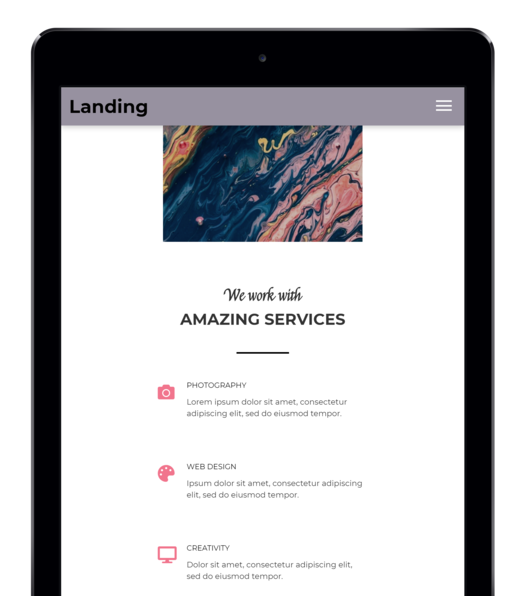 Landing
We work with
AMAZING SERVICES
PHOTOGRAPHY
Lorem ipsum dolor sit amet, consectetur
adipiscing elit, sed do eiusmod tempor.
WEB DESIGN
Ipsum dolor sit amet, consectetur adipiscing
elit, sed do eiusmod tempor.
CREATIVITY
Dolor sit amet, consectetur adipiscing elit,
sed do eiusmod tempor.